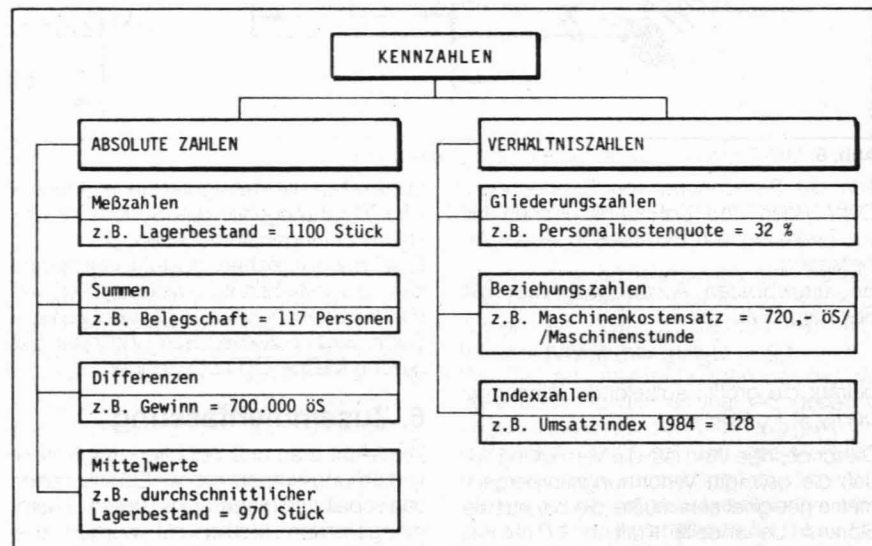 KENNZAHLEN
ABSOLUTE ZAHLEN
Meßzahlen
z.B. Lagerbestand = 1100 Stück
Summen
z.B. Belegschaft = 117 Personen
Differenzen
z.B. Gewinn = 700.000 öS
Mittelwerte
z.B. durchschnittlicher
Lagerbestand = 970 Stück
VERHÄLTNISZAHLEN
Gliederungszahlen
z.B. Personalkostenquote = 32 %
Beziehungszahlen
z.B. Maschinenkostensatz = 720,- öS/
/Maschinenstunde
Indexzahlen
z.B. Umsatzindex 1984 = 128